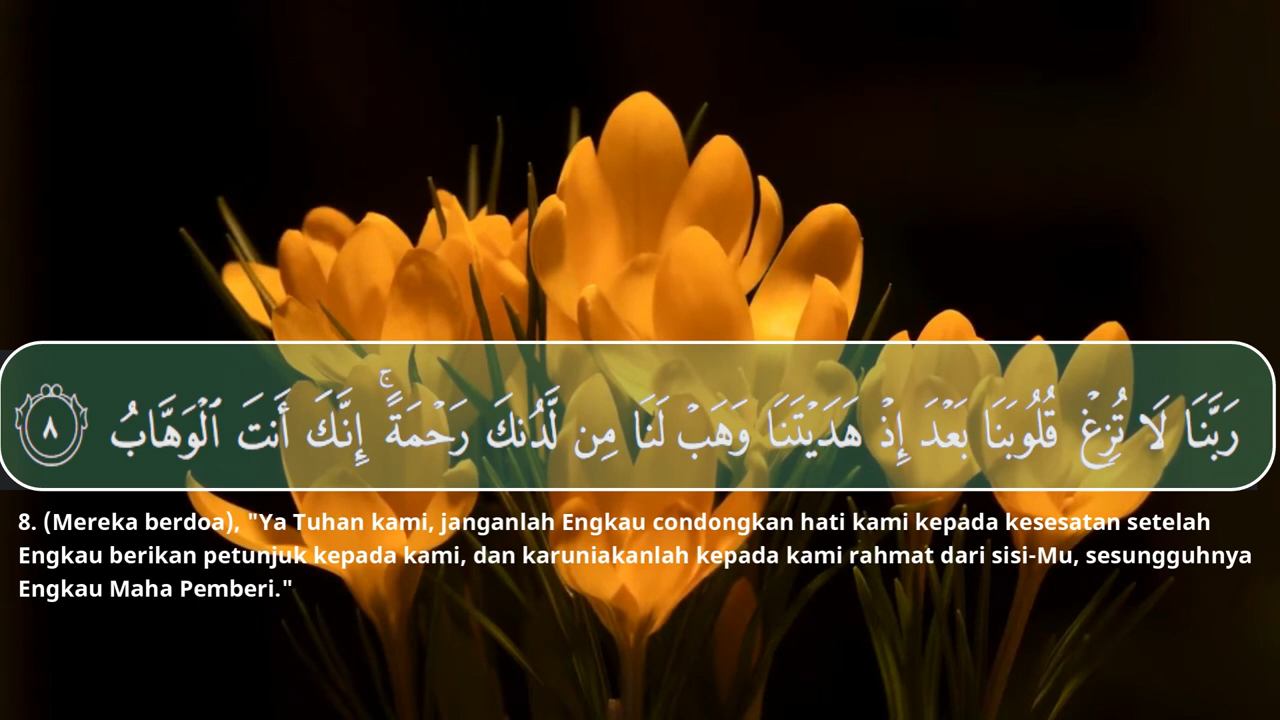 رَبَّنَا لَا تُزِغْ قُلُوبَنَا بَعْدَ إِذْ هَدَيْتَنَا وَهَبْ لَنَا مِن لَّدُنكَ رَحْمَةً ۚ إِنَّكَ أَنتَ ٱلْوَهَّابُ ٨
8. (Mereka berdoa), "Ya Tuhan kami, janganlah Engkau condongkan hati kami kepada kesesatan setelah
Engkau berikan petunjuk kepada kami, dan karuniakanlah kepada kami rahmat dari sisi-Mu, sesungguhnya
Engkau Maha Pemberi."